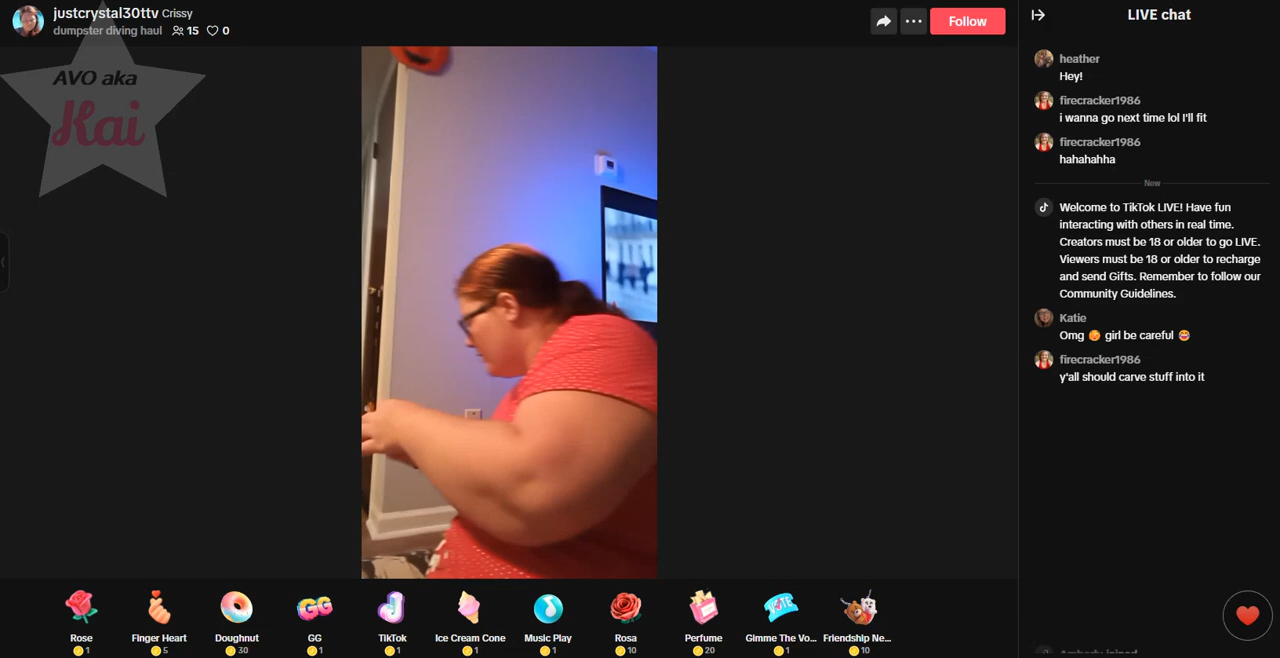 justcrystal30ttv Crissy
dumpster diving haul 15 0
Follow
LIVE chat
AVO aka
Kai
heather
Hey!
firecracker1986
i wanna go next time lol I'll fit
firecracker1986
hahahahha
New
Welcome to TikTok LIVE! Have fun
interacting with others in real time.
Creators must be 18 or older to go LIVE.
Viewers must be 18 or older to recharge
and send Gifts. Remember to follow our
Community Guidelines.
Katie
Omg 🎃 girl be careful 😂
firecracker1986
y'all should carve stuff into it
GG
Rose
Finger Heart
Doughnut
GG
TikTok
Ice Cream Cone
Music Play
Rosa
Perfume
Gimme The Vo...
Friendship Ne...
1
5
30
1
1
1
1
10
20
1
10
joined